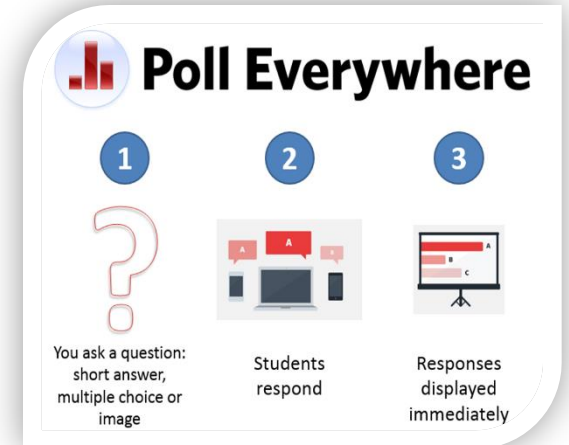 Poll Everywhere
1
2
3
A
A
A
A
B
C
You ask a question:
short answer,
multiple choice or
image
Students
respond
Responses
displayed
immediately